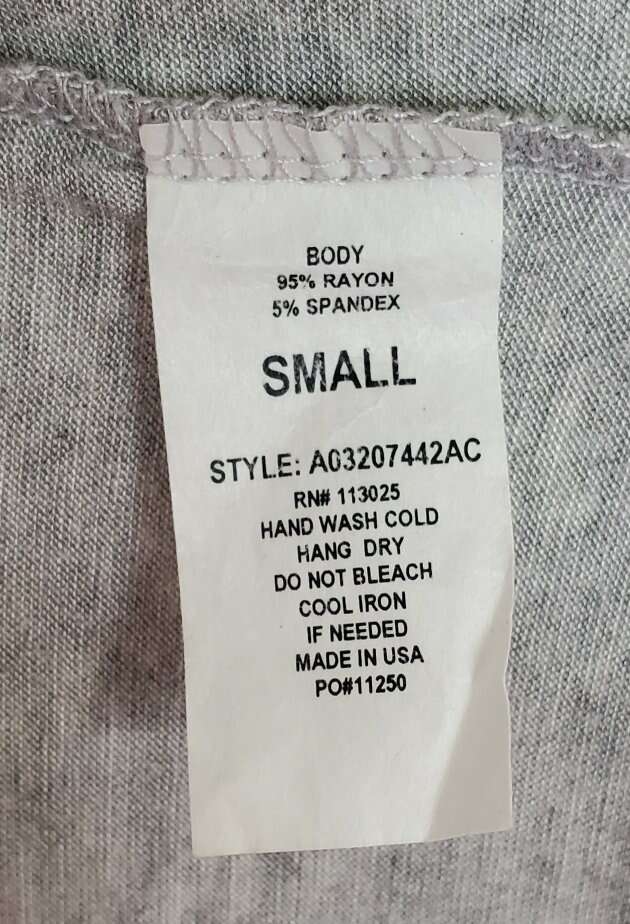 BODY
95% RAYON
5% SPANDEX
SMALL
STYLE: A03207442AC
RN# 113025
HAND WASH COLD
HANG DRY
DO NOT BLEACH
COOL IRON
IF NEEDED
MADE IN USA
PO#11250